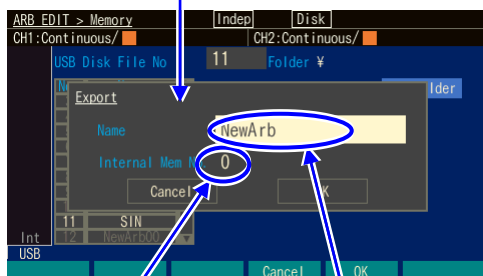 ARB EDIT > Memory Indep Disk
CH1:Continuous/ CH2:Continuous/
USB Disk File No 11 Folder ¥
lder
Export
Name NewArb
Internal Mem N 0
Cancel K
11 SIN
Int 12 NewArb00
USB
Cancel OK